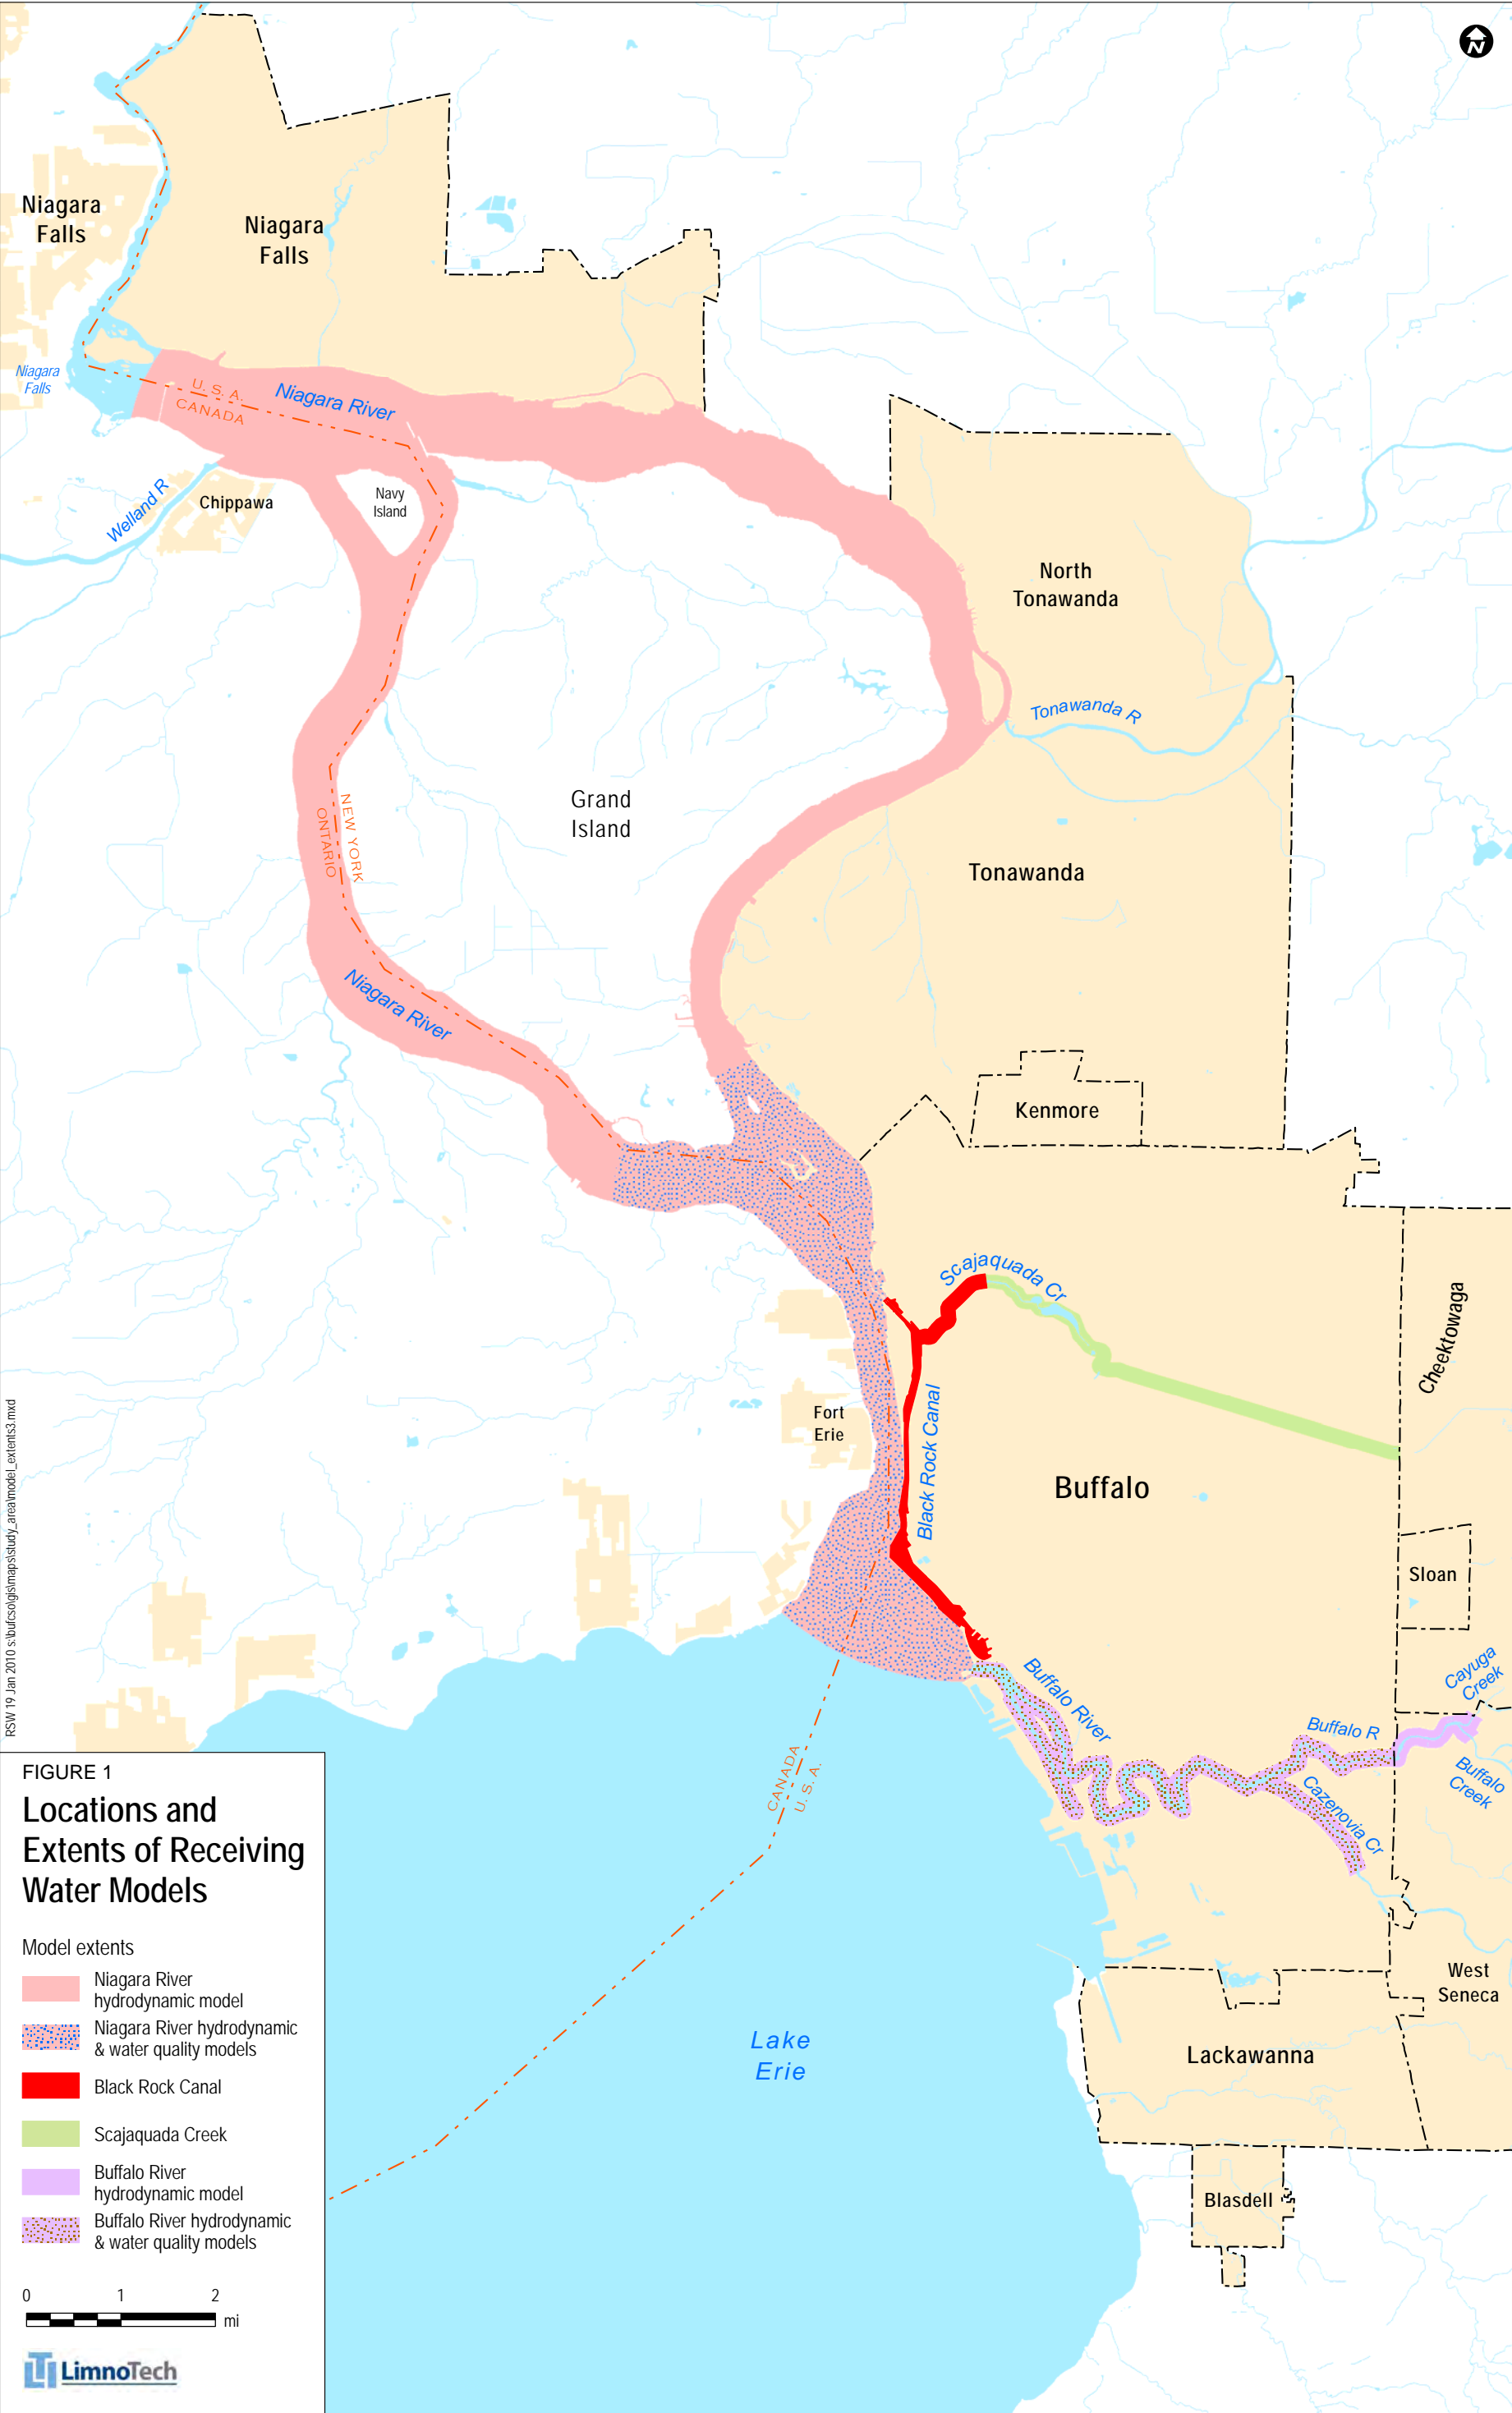 N
Niagara
Falls
Niagara
Falls
Niagara
Falls
U. S. A.
CANADA
Niagara River
Welland R
Chippawa
Navy
Island
North
Tonawanda
Tonawanda R
Grand
Island
NEW YORK
ONTARIO
Tonawanda
Niagara River
Kenmore
Scajaquada Cr
Cheektowaga
Fort
Erie
Black Rock Canal
Buffalo
Sloan
Cayuga
Creek
Buffalo River
Buffalo R
Buffalo
Creek
Cazenovia Cr
CANADA
U. S. A.
West
Seneca
Lake
Erie
Lackawanna
Blasdell
RSW 19 Jan 2010 s:\bufcso\gis\maps\study_area\model_extents3.mxd
FIGURE 1
Locations and
Extents of Receiving
Water Models
Model extents
Niagara River
hydrodynamic model
Niagara River hydrodynamic
& water quality models
Black Rock Canal
Scajaquada Creek
Buffalo River
hydrodynamic model
Buffalo River hydrodynamic
& water quality models
0 1 2
mi
LimnoTech